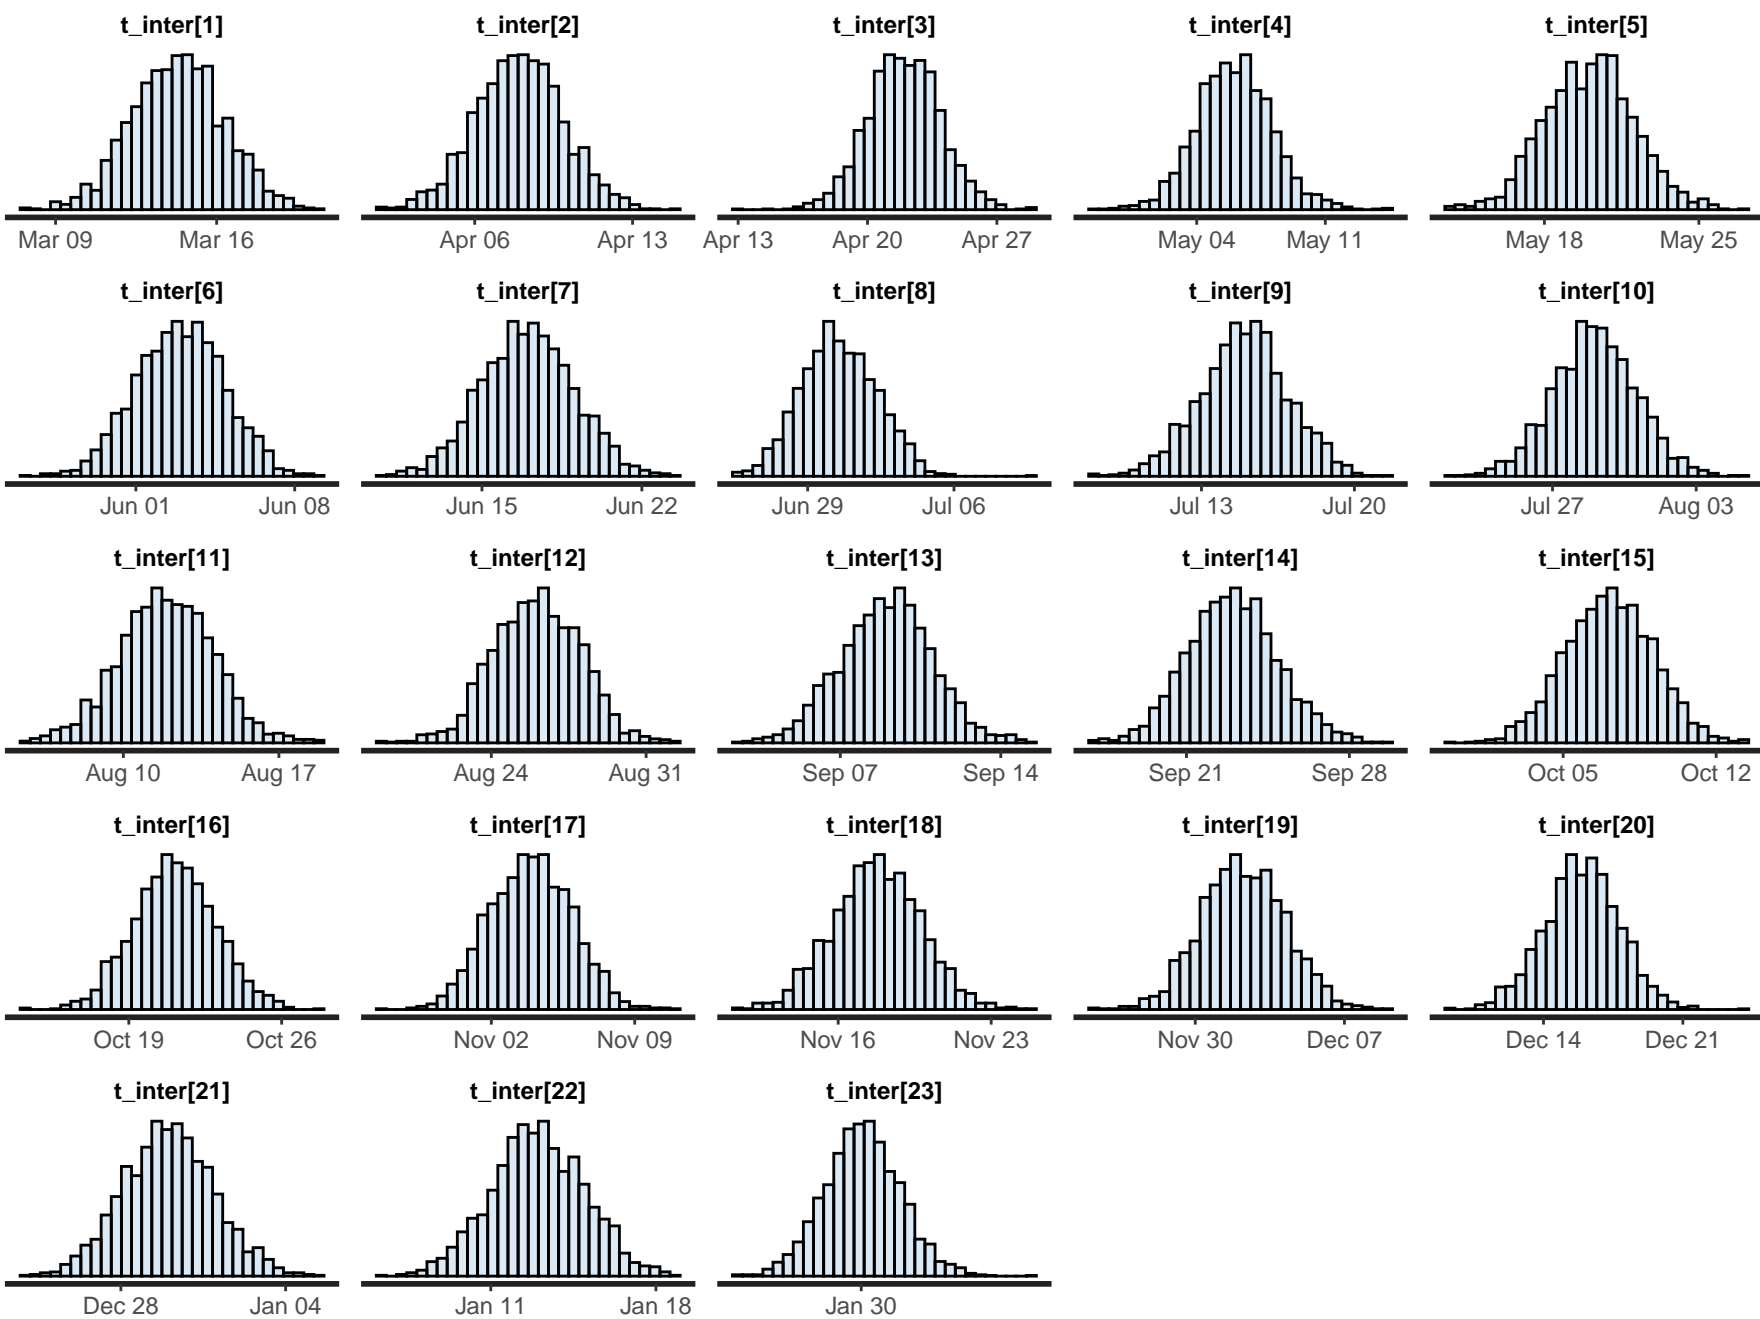 t_inter[1] t_inter[2] t_inter[3] t_inter[4] t_inter[5]
Mar 09 Mar 16 Apr 06 Apr 13 Apr 13 Apr 20 Apr 27 May 04 May 11 May 18 May 25
t_inter[6] t_inter[7] t_inter[8] t_inter[9] t_inter[10]
Jun 01 Jun 08 Jun 15 Jun 22 Jun 29 Jul 06 Jul 13 Jul 20 Jul 27 Aug 03
t_inter[11] t_inter[12] t_inter[13] t_inter[14] t_inter[15]
Aug 10 Aug 17 Aug 24 Aug 31 Sep 07 Sep 14 Sep 21 Sep 28 Oct 05 Oct 12
t_inter[16] t_inter[17] t_inter[18] t_inter[19] t_inter[20]
Oct 19 Oct 26 Nov 02 Nov 09 Nov 16 Nov 23 Nov 30 Dec 07 Dec 14 Dec 21
t_inter[21] t_inter[22] t_inter[23]
Dec 28 Jan 04 Jan 11 Jan 18 Jan 30